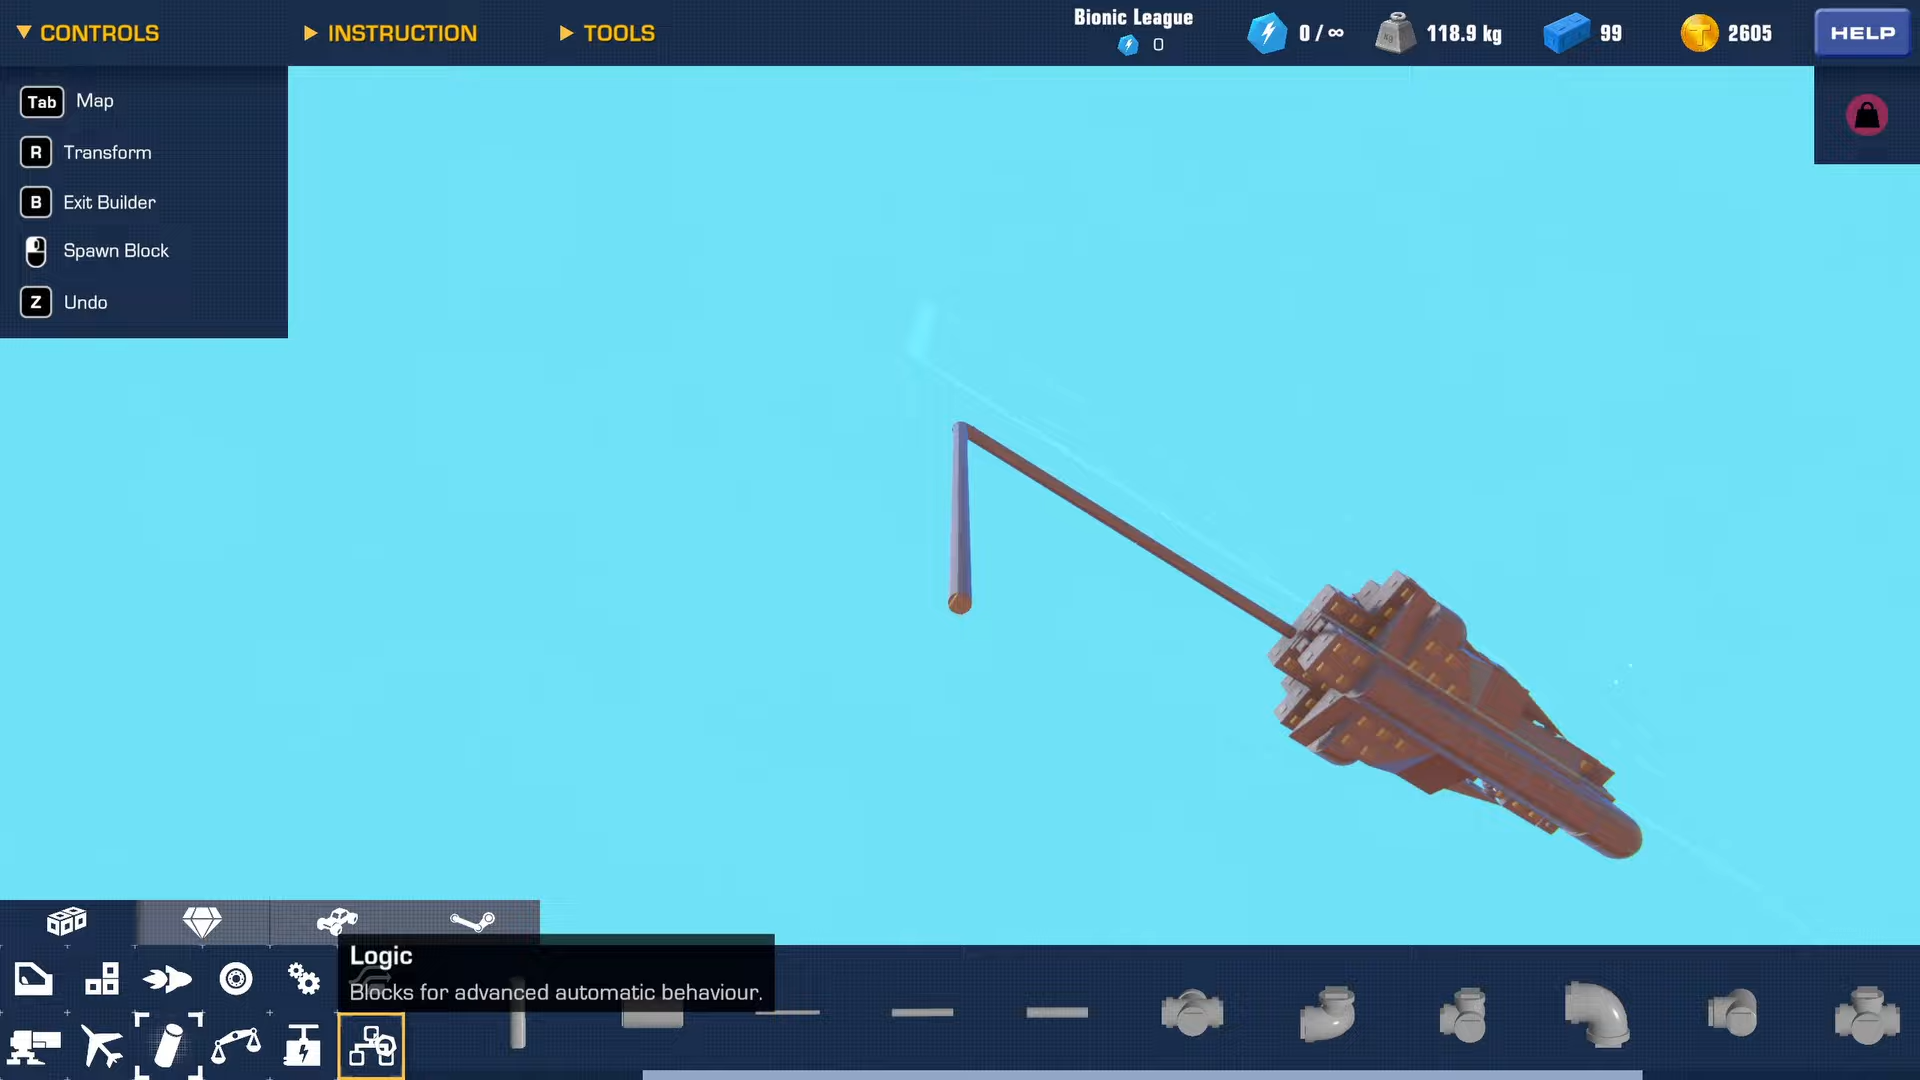 CONTROLS
INSTRUCTION
TOOLS
Bionic League
0
0 / ∞
118.9 kg
99
2605
HELP
Tab Map
R Transform
B Exit Builder
Spawn Block
Z Undo
Logic
Blocks for advanced automatic behaviour.